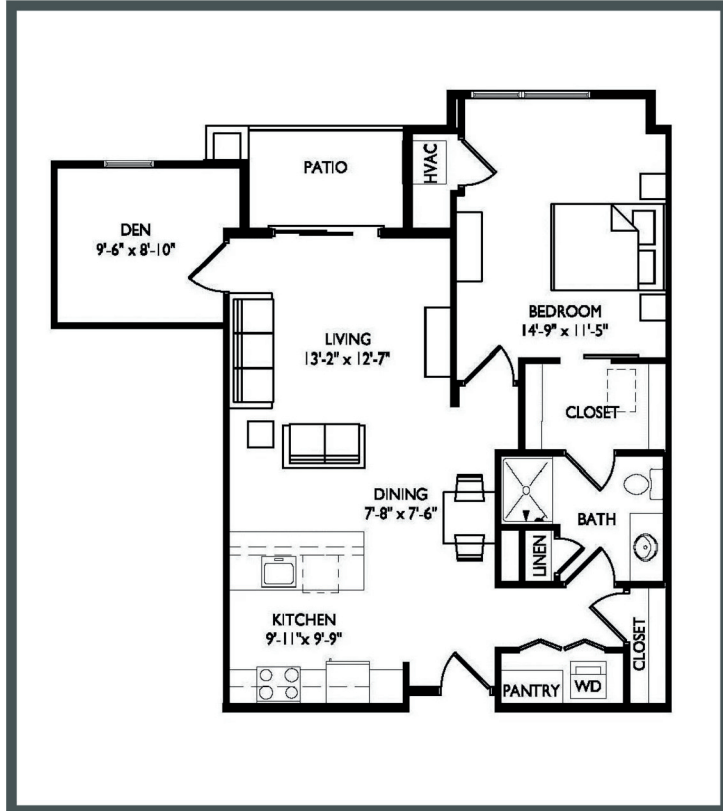 PATIO
HVAC
DEN
9'-6" x 8'-10"
BEDROOM
14'-9" x 11'-5"
LIVING
13'-2" x 12'-7"
CLOSET
DINING
7'-8" x 7'-6"
BATH
LINEN
KITCHEN
9'-11"x 9'-9"
CLOSET
PANTRY
WD